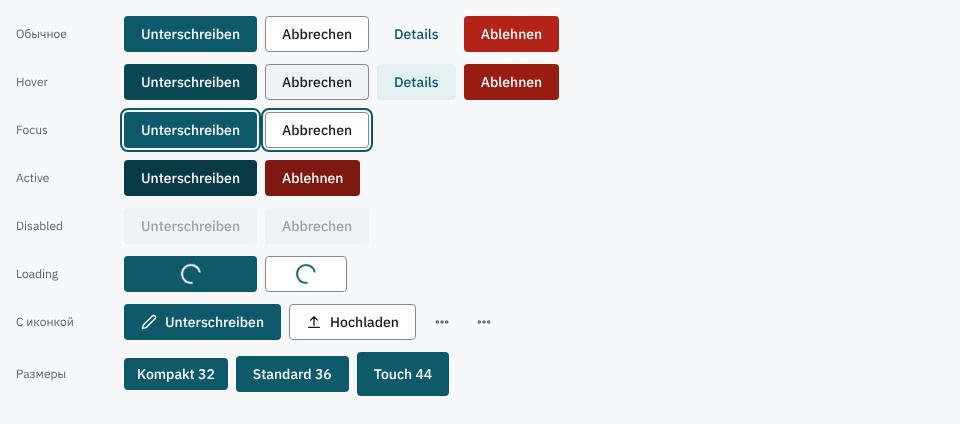 Обычное Unterschreiben Abbrechen Details Ablehnen
Hover Unterschreiben Abbrechen Details Ablehnen
Focus Unterschreiben Abbrechen
Active Unterschreiben Ablehnen
Disabled Unterschreiben Abbrechen
Loading
С иконкой Unterschreiben Hochladen
Размеры Kompakt 32 Standard 36 Touch 44